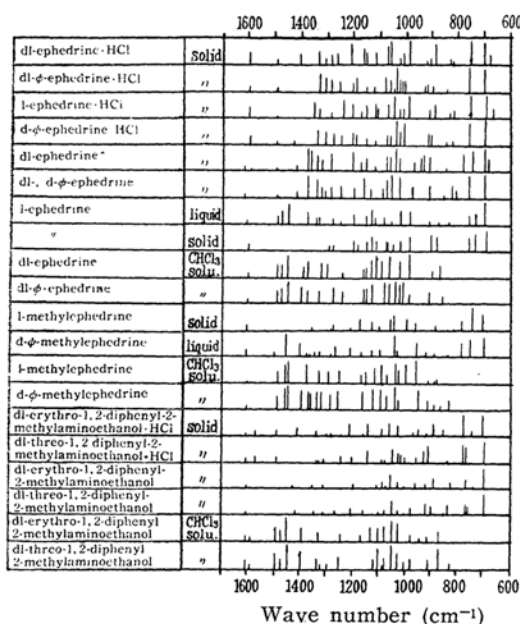 1600 1400 1200 1000 800 600
dl-ephedrine·HCl solid
dl-φ-ephedrine·HCl 〃
l-ephedrine·HCl 〃
d-φ-ephedrine HCl 〃
dl-ephedrine 〃
dl-, d-φ-ephedrine 〃
l-ephedrine liquid
〃 solid
dl-ephedrine CHCl₃ solu.
dl-φ-ephedrine 〃
l-methylephedrine solid
d-φ-methylephedrine liquid
l-methylephedrine CHCl₃ solu.
d-φ-methylephedrine 〃
dl-erythro-1,2-diphenyl-2-
methylaminoethanol·HCl solid
dl-threo-1,2 diphenyl-2-
methylaminoethanol·HCl 〃
dl-erythro-1,2-diphenyl-
2-methylaminoethanol 〃
dl-threo-1,2-diphenyl-
2-methylaminoethanol 〃
dl-erythro-1,2-diphenyl
2-methylaminoethanol CHCl₃ solu.
dl-threo-1,2-diphenyl
2-methylaminoethanol 〃
1600 1400 1200 1000 800 600
Wave number (cm⁻¹)